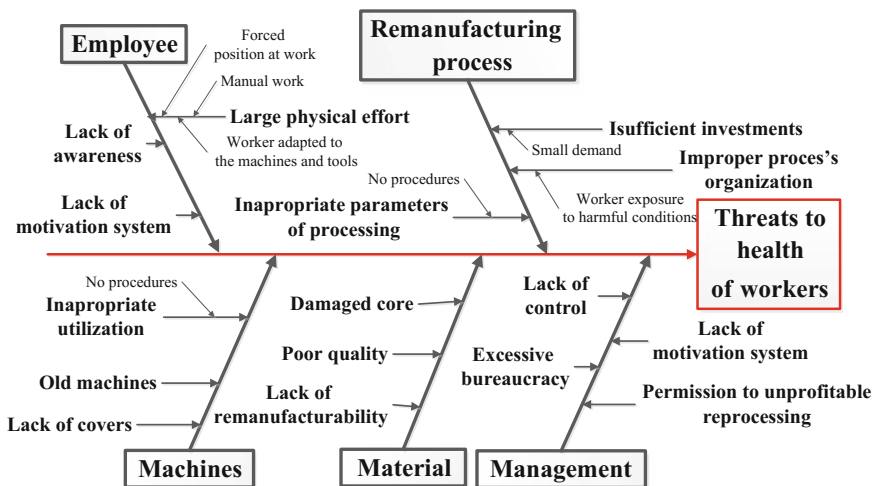 Employee
Forced
position at work
Manual work
Large physical effort
Worker adapted to
the machines and tools
Lack of
awareness
Lack of
motivation system
Remanufacturing
process
Isufficient investments
Small demand
Improper proces's
organization
Worker exposure
to harmful conditions
No procedures
Inappropriate parameters
of processing
Threats to
health
of workers
No procedures
Inapropriate
utilization
Old machines
Lack of covers
Machines
Damaged core
Poor quality
Lack of
remanufacturability
Material
Lack of
control
Lack of
motivation system
Excessive
bureaucracy
Permission to unprofitable
reprocessing
Management